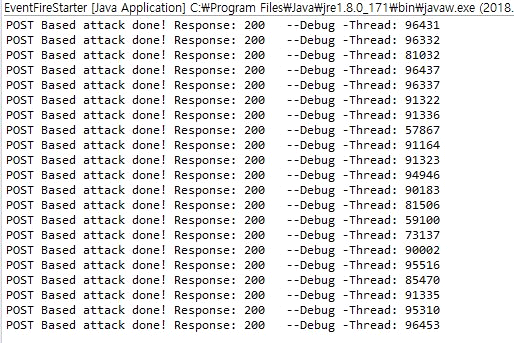 EventFireStarter [Java Application] C:₩Program Files₩Java₩jre1.8.0_171₩bin₩javaw.exe (2018.
POST Based attack done! Response: 200   --Debug -Thread: 96431
POST Based attack done! Response: 200   --Debug -Thread: 96332
POST Based attack done! Response: 200   --Debug -Thread: 81032
POST Based attack done! Response: 200   --Debug -Thread: 96437
POST Based attack done! Response: 200   --Debug -Thread: 96337
POST Based attack done! Response: 200   --Debug -Thread: 91322
POST Based attack done! Response: 200   --Debug -Thread: 91336
POST Based attack done! Response: 200   --Debug -Thread: 57867
POST Based attack done! Response: 200   --Debug -Thread: 91164
POST Based attack done! Response: 200   --Debug -Thread: 91323
POST Based attack done! Response: 200   --Debug -Thread: 94946
POST Based attack done! Response: 200   --Debug -Thread: 90183
POST Based attack done! Response: 200   --Debug -Thread: 81506
POST Based attack done! Response: 200   --Debug -Thread: 59100
POST Based attack done! Response: 200   --Debug -Thread: 73137
POST Based attack done! Response: 200   --Debug -Thread: 90002
POST Based attack done! Response: 200   --Debug -Thread: 95516
POST Based attack done! Response: 200   --Debug -Thread: 85470
POST Based attack done! Response: 200   --Debug -Thread: 91335
POST Based attack done! Response: 200   --Debug -Thread: 95310
POST Based attack done! Response: 200   --Debug -Thread: 96453